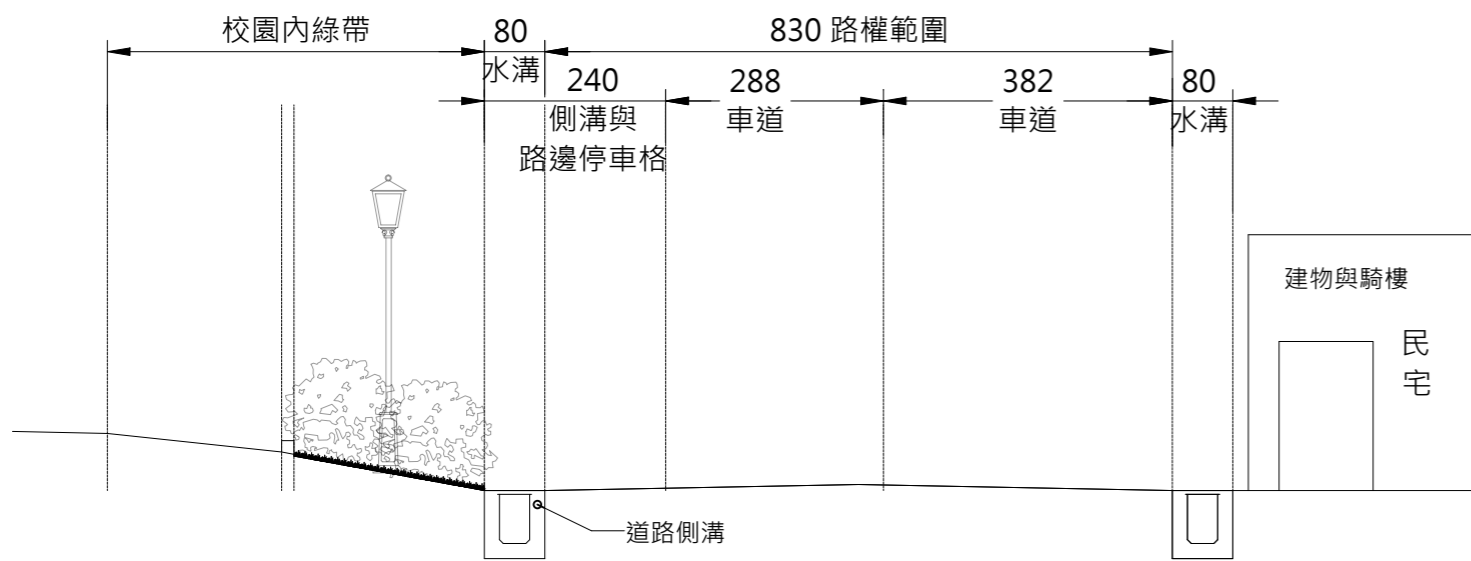 校園內綠帶
80
水溝
830 路權範圍
240
側溝與
路邊停車格
288
車道
382
車道
80
水溝
建物與騎樓
民
宅
道路側溝